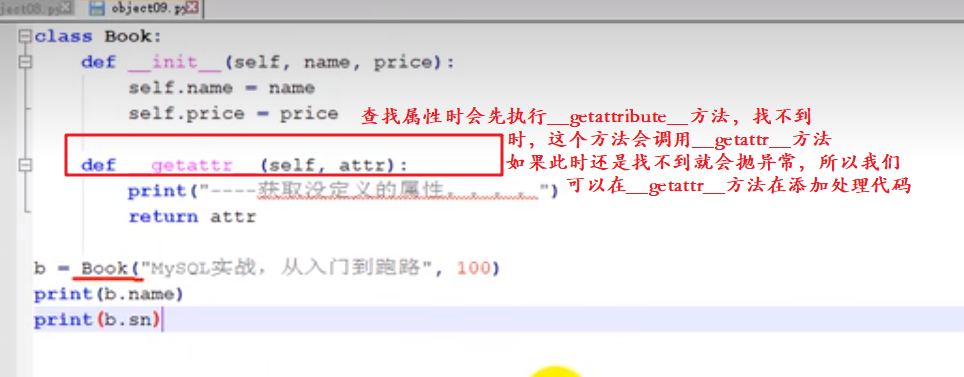 ject08.py
object09.py
class Book:
def __init__(self, name, price):
self.name = name
self.price = price
查找属性时会先执行__getattribute__方法，找不到
时，这个方法会调用__getattr__方法
def __getattr__(self, attr):
如果此时还是找不到就会抛异常，所以我们
print("----获取没定义的属性．．．．")
可以在__getattr__方法在添加处理代码
return attr
b = Book("MySQL实战，从入门到跑路", 100)
print(b.name)
print(b.sn)